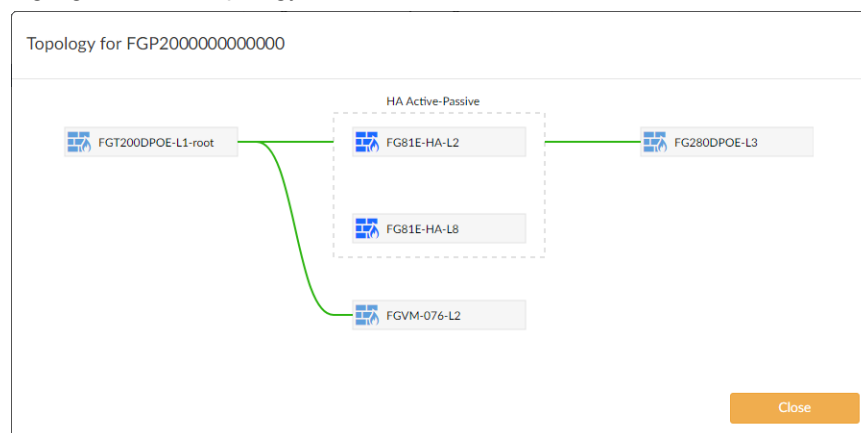 Topology for FGP2000000000000
HA Active-Passive
FGT200DPOE-L1-root
FG81E-HA-L2
FG280DPOE-L3
FG81E-HA-L8
FGVM-076-L2
Close